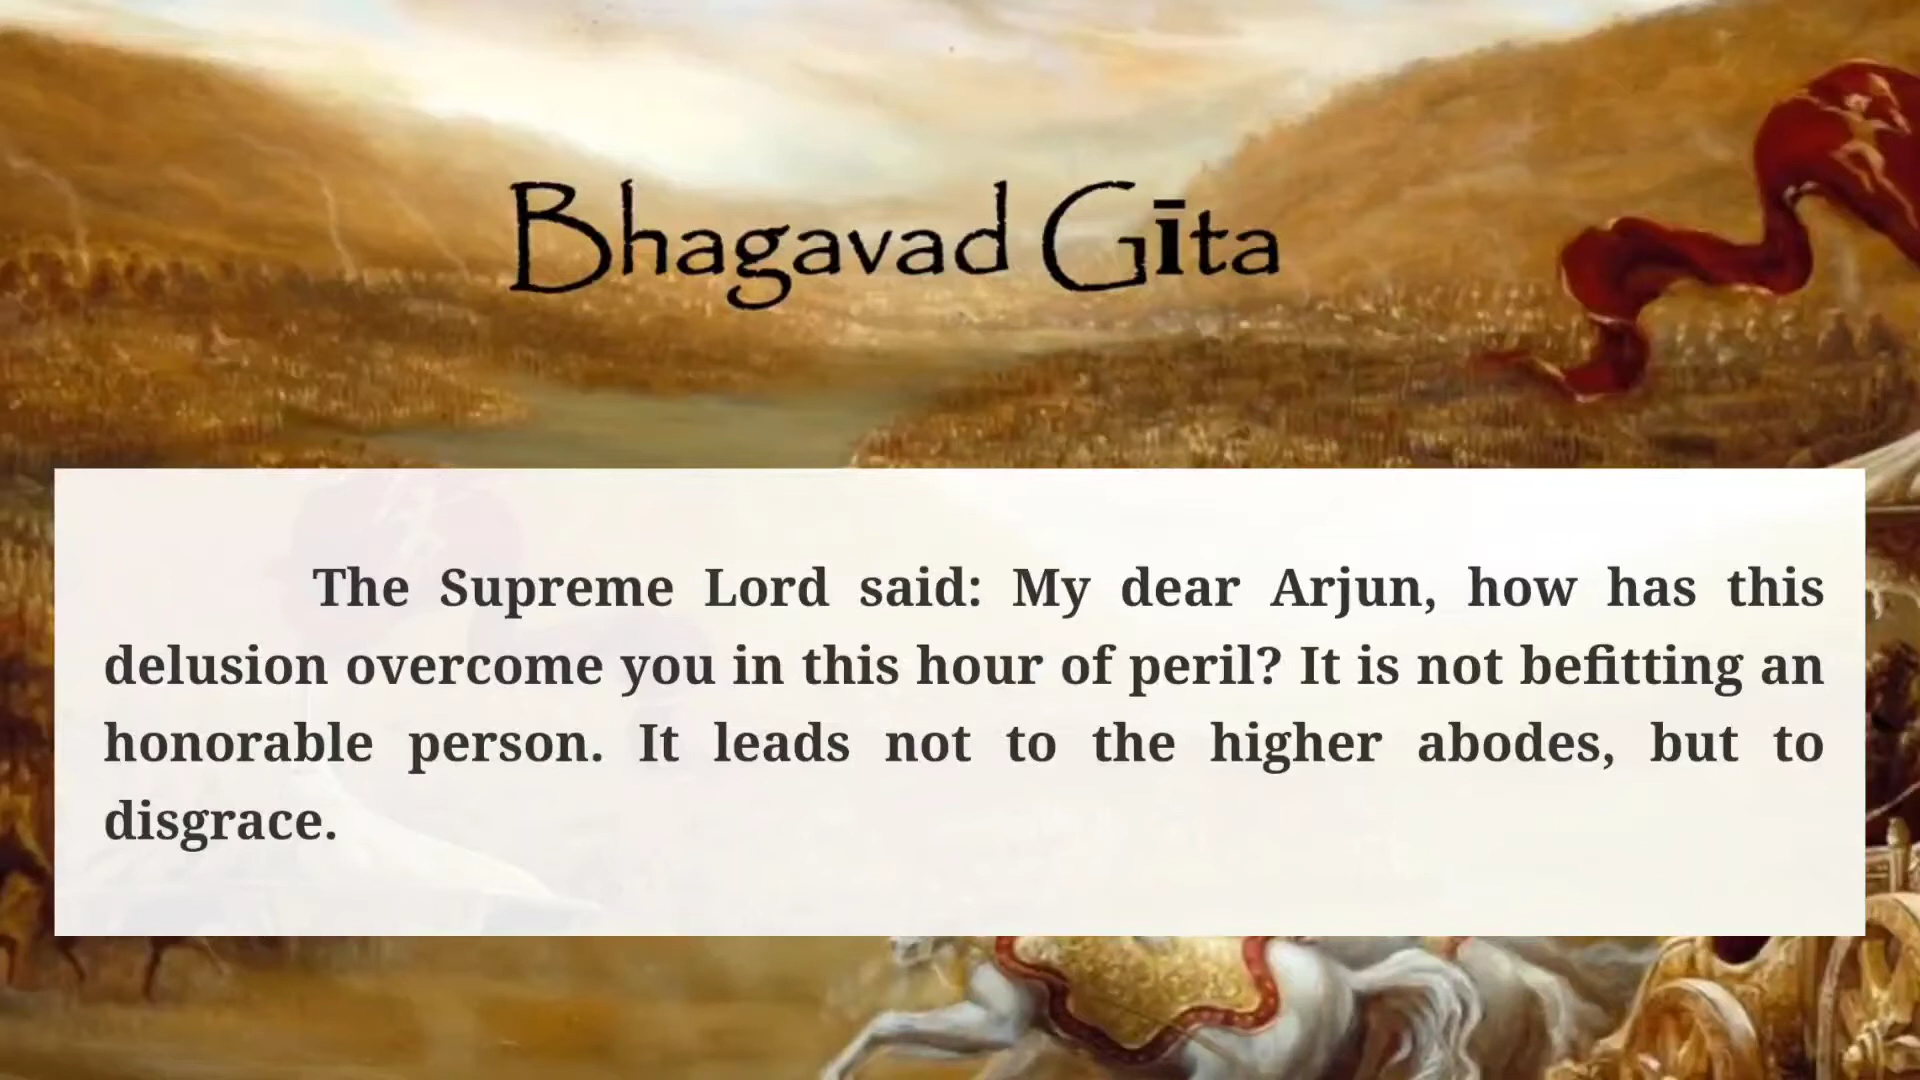 Bhagavad Gīta
The Supreme Lord said: My dear Arjun, how has this
delusion overcome you in this hour of peril? It is not befitting an
honorable person. It leads not to the higher abodes, but to
disgrace.